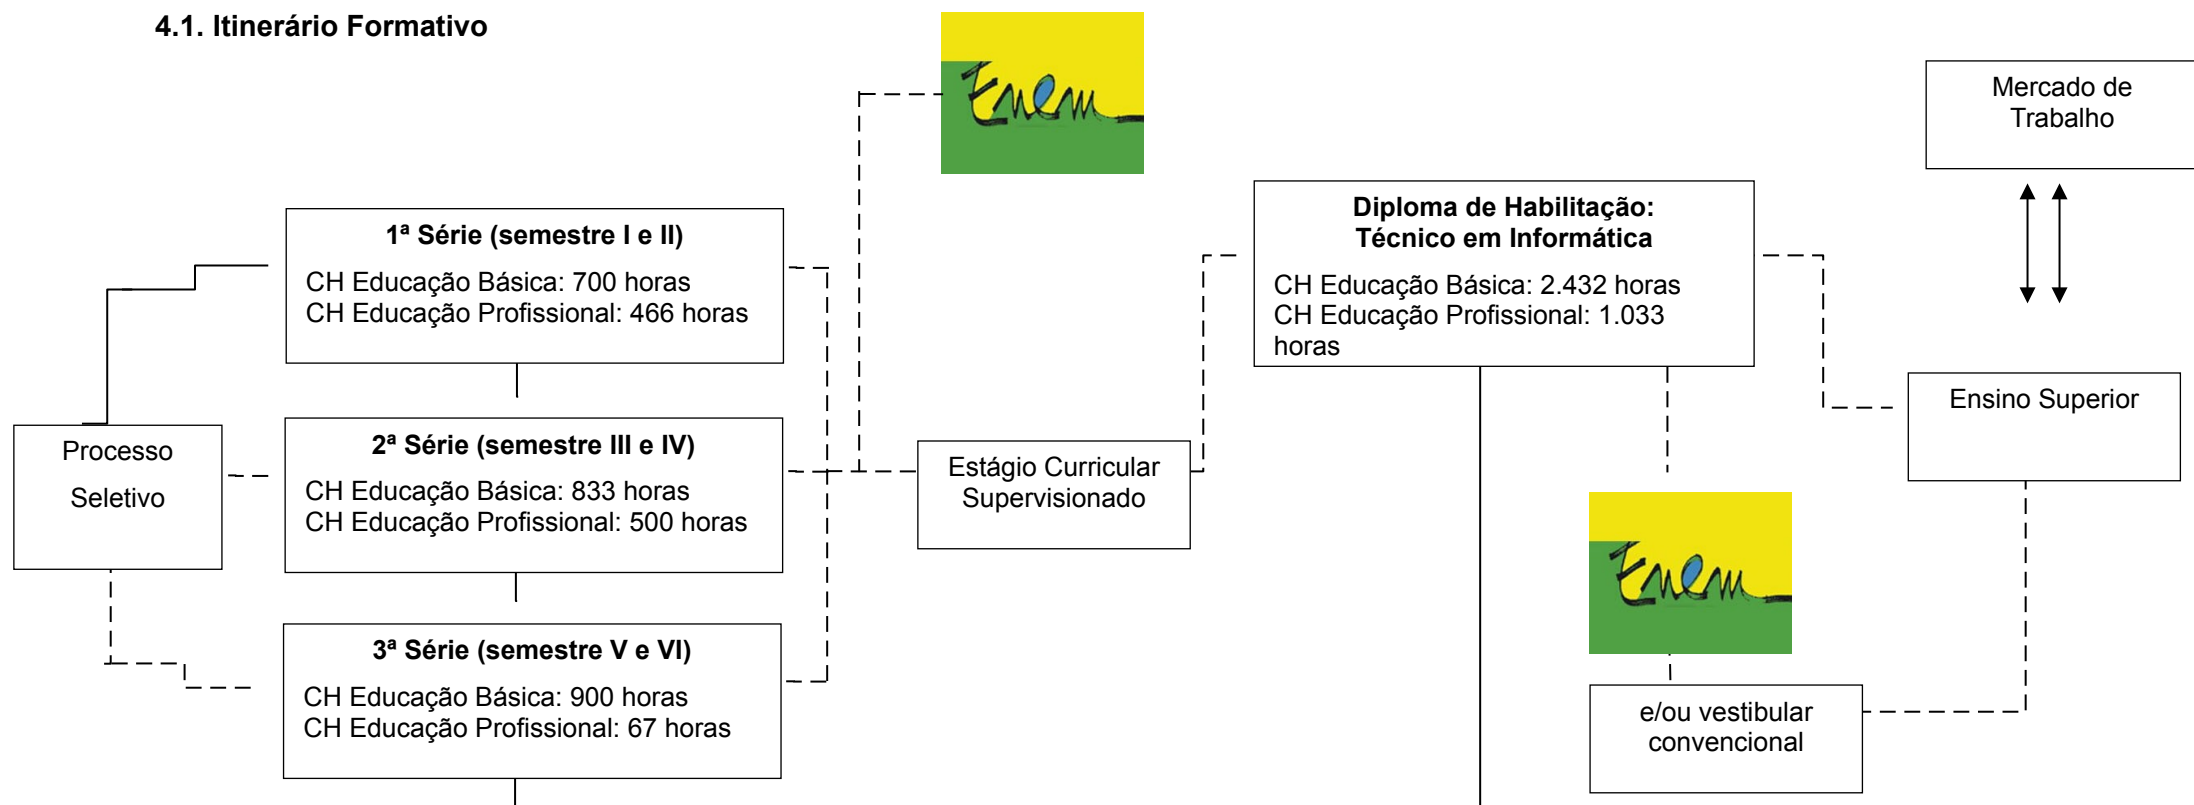 4.1. Itinerário Formativo
Enem
Mercado de
Trabalho
1ª Série (semestre I e II)
CH Educação Básica: 700 horas
CH Educação Profissional: 466 horas
Diploma de Habilitação:
Técnico em Informática
CH Educação Básica: 2.432 horas
CH Educação Profissional: 1.033
horas
Processo
Seletivo
2ª Série (semestre III e IV)
CH Educação Básica: 833 horas
CH Educação Profissional: 500 horas
Estágio Curricular
Supervisionado
Ensino Superior
Enem
3ª Série (semestre V e VI)
CH Educação Básica: 900 horas
CH Educação Profissional: 67 horas
e/ou vestibular
convencional